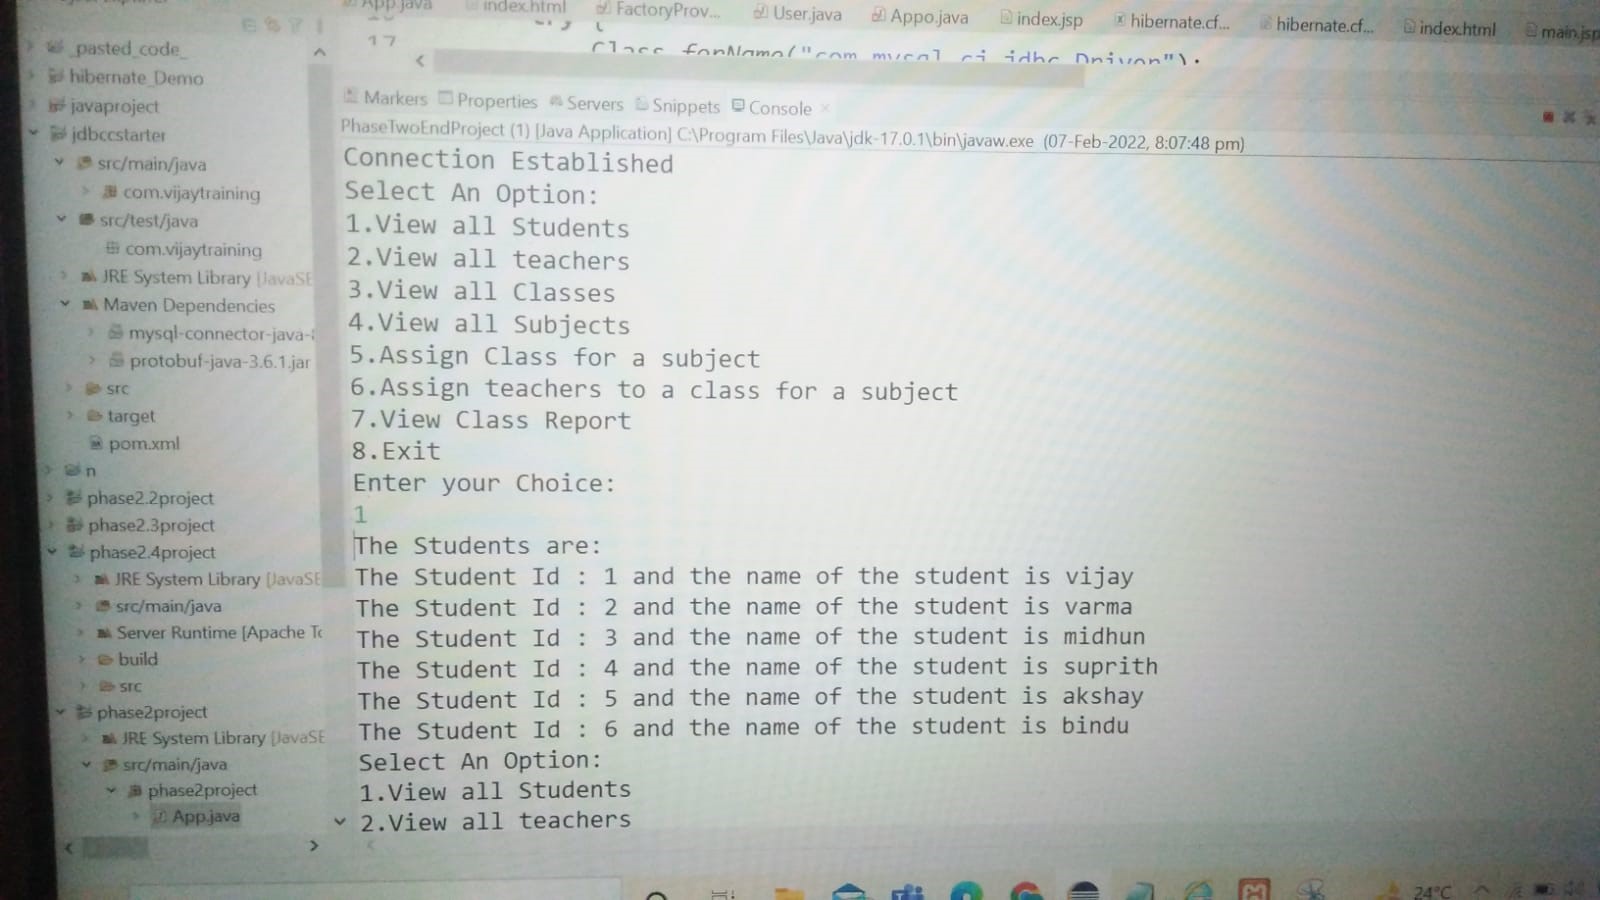 App.java
index.html
FactoryProv...
User.java
Appo.java
index.jsp
hibernate.cf...
hibernate.cf...
index.html
main.jsp
17
Class.forName("com.mysql.cj.jdbc.Driver");
_pasted_code_
hibernate_Demo
javaproject
jdbccstarter
src/main/java
com.vijaytraining
src/test/java
com.vijaytraining
JRE System Library [JavaSE
Maven Dependencies
mysql-connector-java-
protobuf-java-3.6.1.jar
src
target
pom.xml
n
phase2.2project
phase2.3project
phase2.4project
JRE System Library [JavaSE
src/main/java
Server Runtime [Apache To
build
src
phase2project
JRE System Library [JavaSE
src/main/java
phase2project
App.java
Markers Properties Servers Snippets Console
PhaseTwoEndProject (1) [Java Application] C:\Program Files\Java\jdk-17.0.1\bin\javaw.exe (07-Feb-2022, 8:07:48 pm)
Connection Established
Select An Option:
1.View all Students
2.View all teachers
3.View all Classes
4.View all Subjects
5.Assign Class for a subject
6.Assign teachers to a class for a subject
7.View Class Report
8.Exit
Enter your Choice:
1
The Students are:
The Student Id : 1 and the name of the student is vijay
The Student Id : 2 and the name of the student is varma
The Student Id : 3 and the name of the student is midhun
The Student Id : 4 and the name of the student is suprith
The Student Id : 5 and the name of the student is akshay
The Student Id : 6 and the name of the student is bindu
Select An Option:
1.View all Students
2.View all teachers
24°C